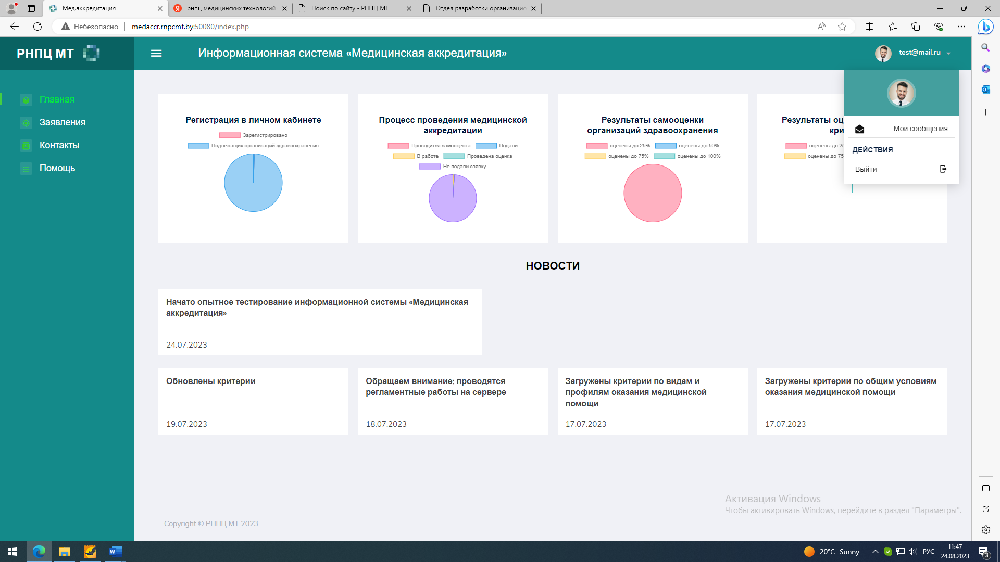 Мед.аккредитация
рнпц медицинских технологий
Поиск по сайту - РНПЦ МТ
Отдел разработки организацио
Небезопасно
medaccr.rnpcmt.by:50080/index.php
РНПЦ МТ
Информационная система «Медицинская аккредитация»
test@mail.ru
Главная
Заявления
Контакты
Помощь
Мои сообщения
ДЕЙСТВИЯ
Выйти
Регистрация в личном кабинете
Зарегистрировано
Подлежащих организаций здравоохранения
Процесс проведения медицинской
аккредитации
Проводится самооценка
Подали
В работе
Проведена оценка
Не подали заявку
Результаты самооценки
организаций здравоохранения
оценены до 25%
оценены до 50%
оценены до 75%
оценены до 100%
Результаты оц
кри
оценены до 25
оценены до 75
НОВОСТИ
Начато опытное тестирование информационной системы «Медицинская
аккредитация»
24.07.2023
Обновлены критерии
19.07.2023
Обращаем внимание: проводятся
регламентные работы на сервере
18.07.2023
Загружены критерии по видам и
профилям оказания медицинской
помощи
17.07.2023
Загружены критерии по общим условиям
оказания медицинской помощи
17.07.2023
Активация Windows
Чтобы активировать Windows, перейдите в раздел "Параметры".
Copyright © РНПЦ МТ 2023
20°C Sunny
РУС
11:47
24.08.2023
3